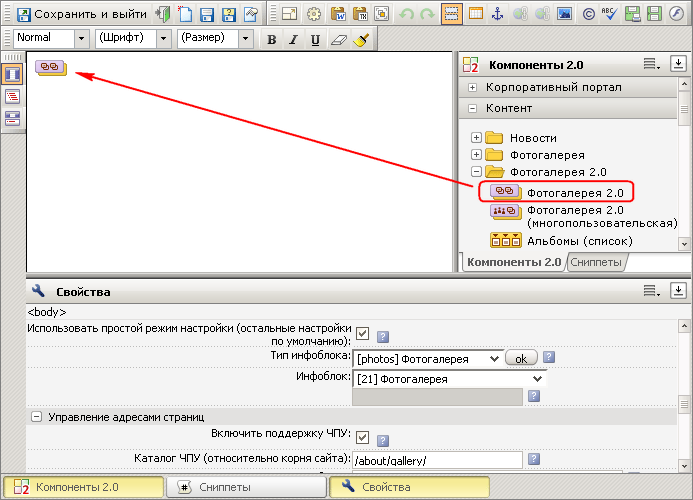 Сохранить и выйти
Normal (Шрифт) (Размер) B I U
Компоненты 2.0
Корпоративный портал
Контент
Новости
Фотогалерея
Фотогалерея 2.0
Фотогалерея 2.0
Фотогалерея 2.0
(многопользовательская)
Альбомы (список)
Компоненты 2.0 Сниппеты
Свойства
<body>
Использовать простой режим настройки (остальные настройки
по умолчанию):
Тип инфоблока: [photos] Фотогалерея ok
Инфоблок: [21] Фотогалерея
Управление адресами страниц
Включить поддержку ЧПУ:
Каталог ЧПУ (относительно корня сайта): /about/gallery/
Компоненты 2.0 Сниппеты Свойства